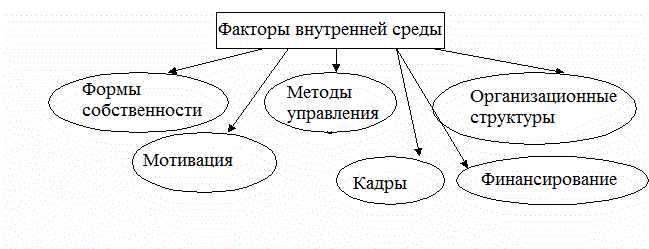 Факторы внутренней среды
Формы
собственности
Методы
управления
Организационные
структуры
Мотивация
Кадры
Финансирование